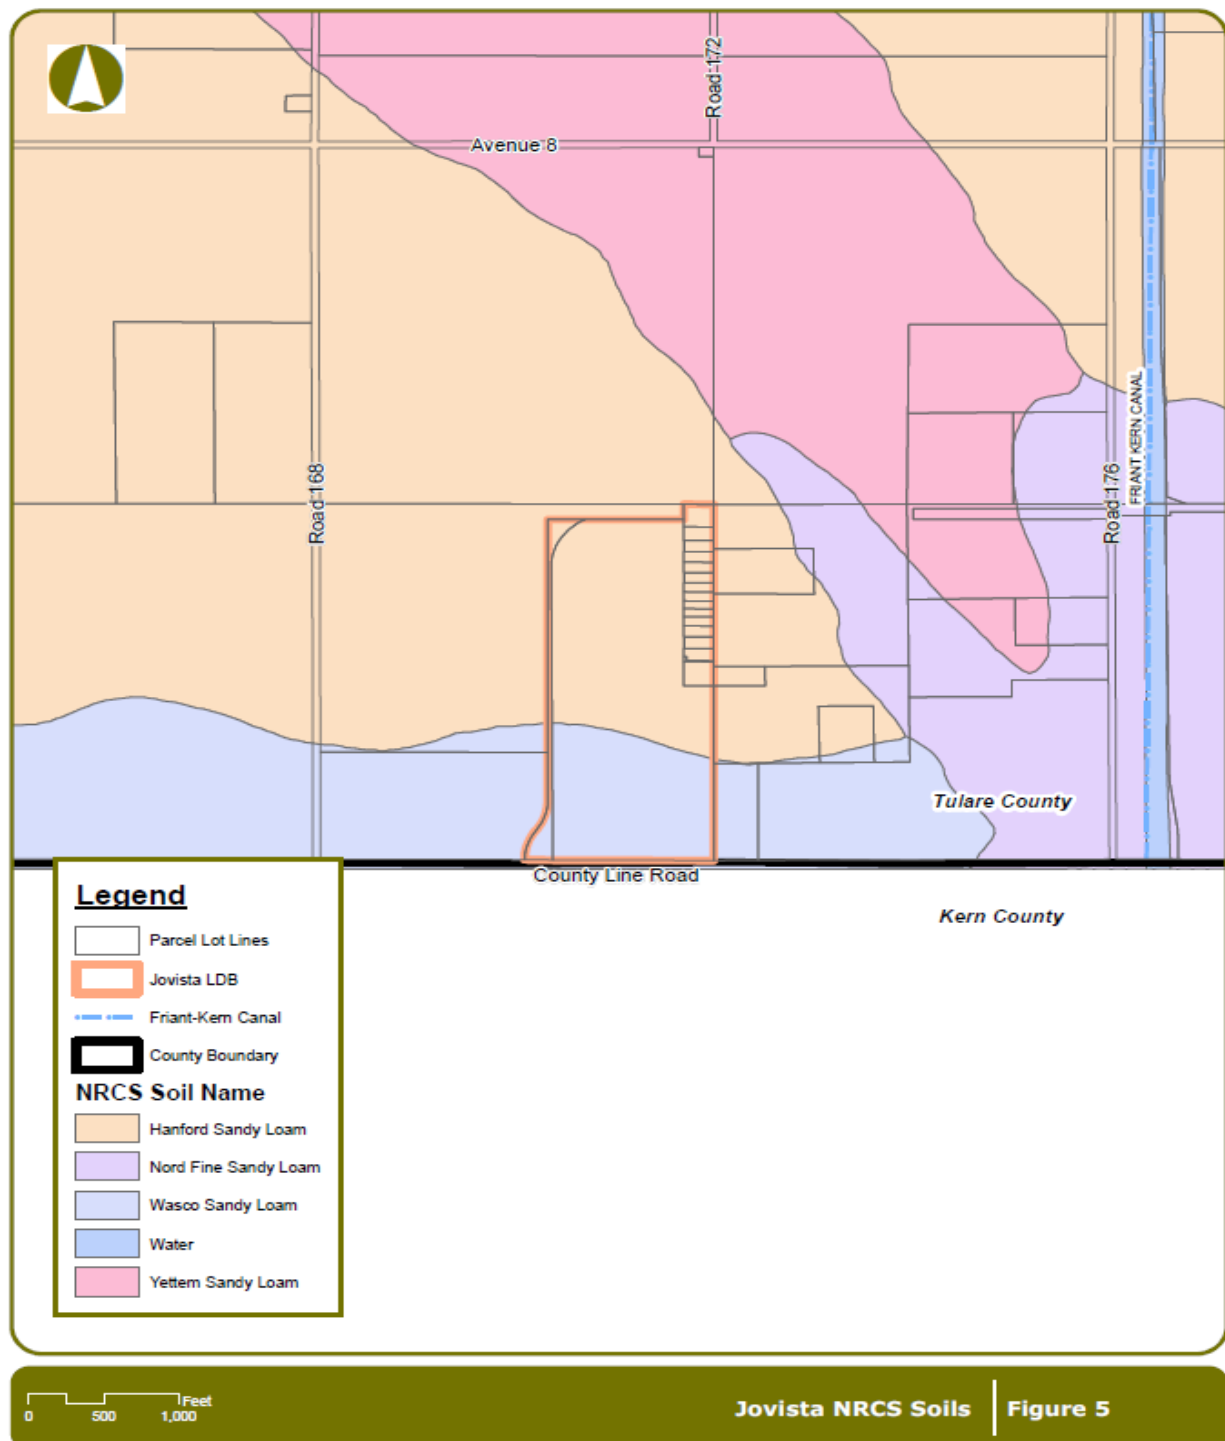 Road 172
Avenue 8
Road 168
Road 176
FRIANT KERN CANAL
Tulare County
County Line Road
Kern County
Legend
Parcel Lot Lines
Jovista LDB
Friant-Kern Canal
County Boundary
NRCS Soil Name
Hanford Sandy Loam
Nord Fine Sandy Loam
Wasco Sandy Loam
Water
Yettem Sandy Loam
Feet
0 500 1,000
Jovista NRCS Soils Figure 5